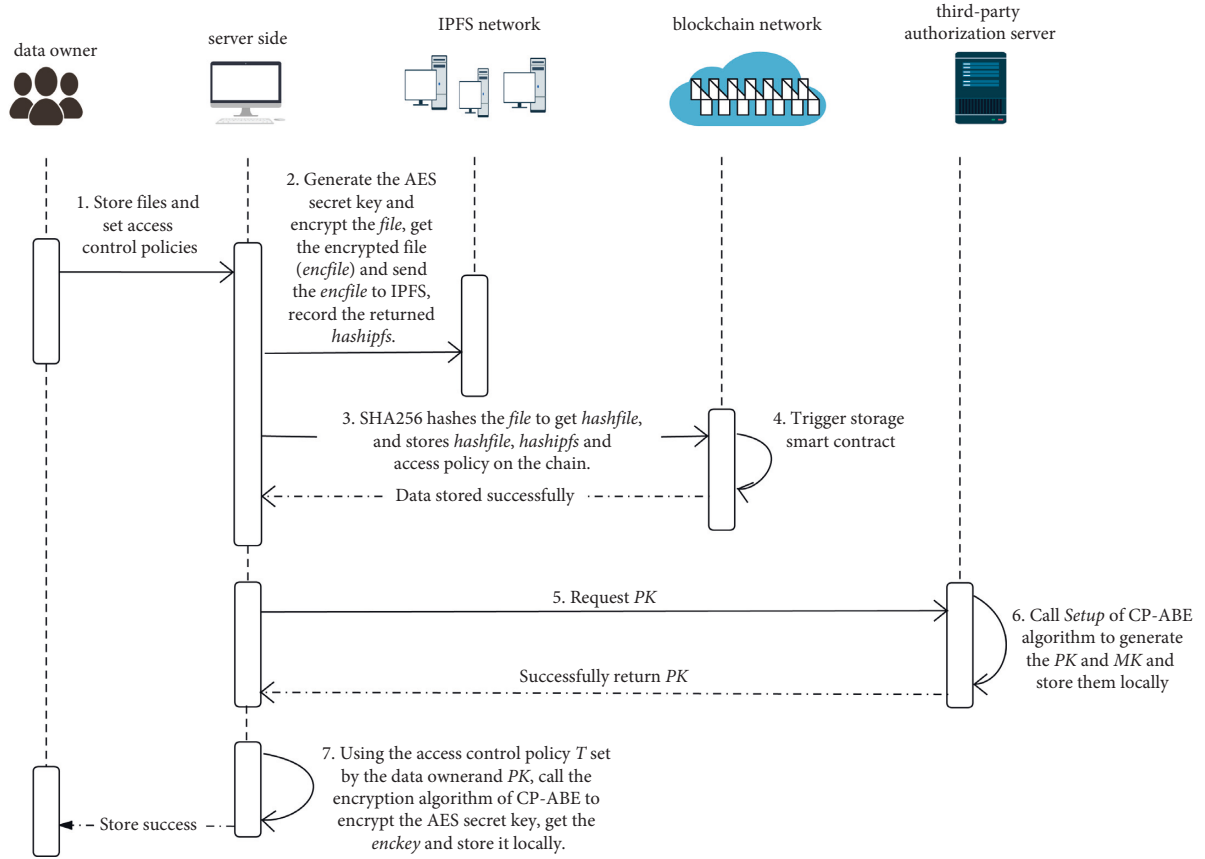 data owner
server side
IPFS network
blockchain network
third-party
authorization server
1. Store files and
set access
control policies
2. Generate the AES
secret key and
encrypt the file, get
the encrypted file
(encfile) and send
the encfile to IPFS,
record the returned
hashipfs.
3. SHA256 hashes the file to get hashfile,
and stores hashfile, hashipfs and
access policy on the chain.
4. Trigger storage
smart contract
Data stored successfully
5. Request PK
6. Call Setup of CP-ABE
algorithm to generate
the PK and MK and
store them locally
Successfully return PK
7. Using the access control policy T set
by the data ownerand PK, call the
encryption algorithm of CP-ABE to
encrypt the AES secret key, get the
enckey and store it locally.
Store success